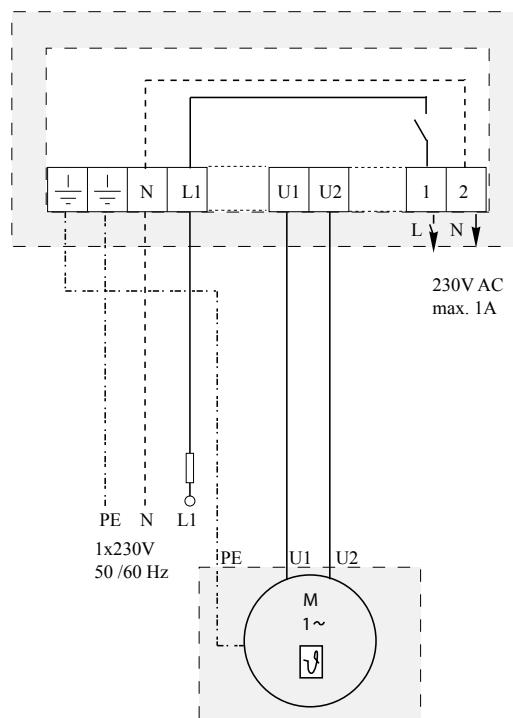 N L1 U1 U2 1 2
L N
230V AC
max. 1A
PE N L1
1x230V
50 /60 Hz
PE U1 U2
M
1~
ϑ